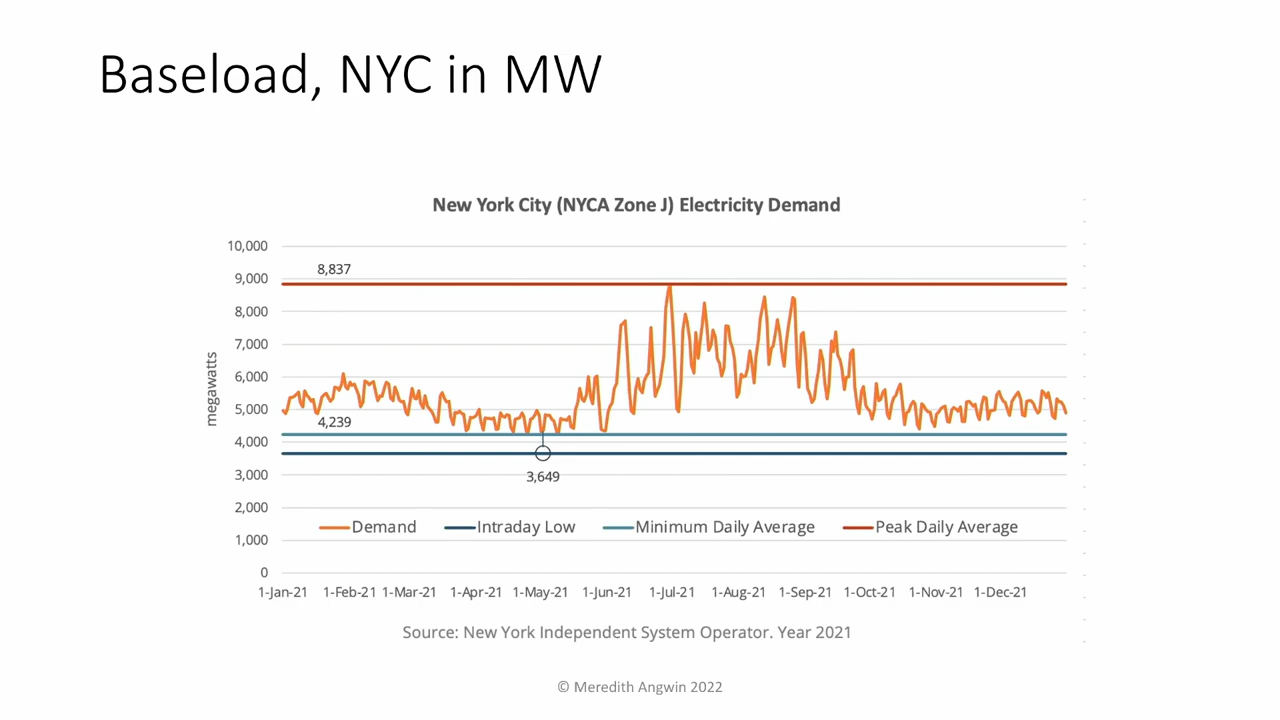 Baseload, NYC in MW
New York City (NYCA Zone J) Electricity Demand
10,000
9,000
8,000
7,000
6,000
5,000
4,000
3,000
2,000
1,000
0
megawatts
8,837
4,239
3,649
Demand Intraday Low Minimum Daily Average Peak Daily Average
1-Jan-21 1-Feb-21 1-Mar-21 1-Apr-21 1-May-21 1-Jun-21 1-Jul-21 1-Aug-21 1-Sep-21 1-Oct-21 1-Nov-21 1-Dec-21
Source: New York Independent System Operator. Year 2021
© Meredith Angwin 2022